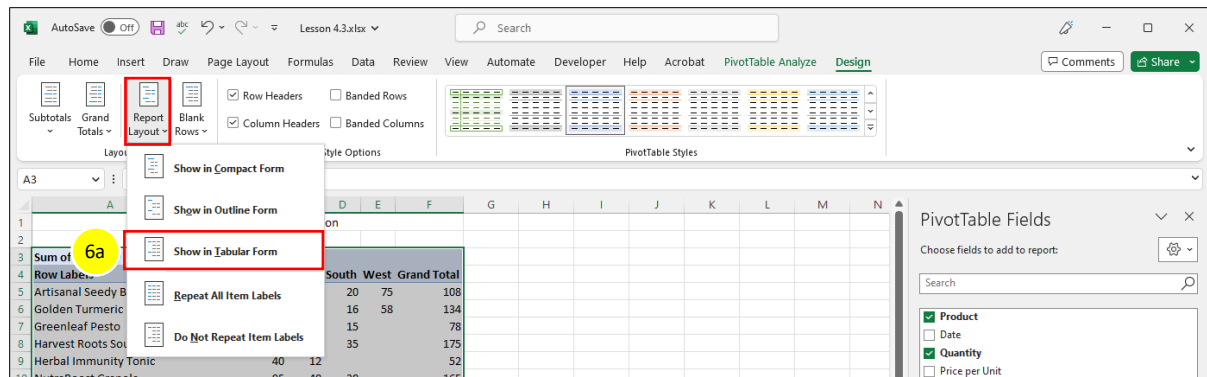 AutoSave Off Lesson 4.3.xlsx Search
File Home Insert Draw Page Layout Formulas Data Review View Automate Developer Help Acrobat PivotTable Analyze Design Comments Share
Subtotals Grand Totals Report Layout Blank Rows
Row Headers Banded Rows
Column Headers Banded Columns
Style Options PivotTable Styles
Show in Compact Form
Show in Outline Form
6a Show in Tabular Form
Repeat All Item Labels
Do Not Repeat Item Labels
A3
A D E F G H I J K L M N
1 on
2
3 Sum of
4 Row Labels South West Grand Total
5 Artisanal Seedy B 20 75 108
6 Golden Turmeric 16 58 134
7 Greenleaf Pesto 15 78
8 Harvest Roots Sou 35 175
9 Herbal Immunity Tonic 40 12 52
PivotTable Fields
Choose fields to add to report:
Search
Product
Date
Quantity
Price per Unit